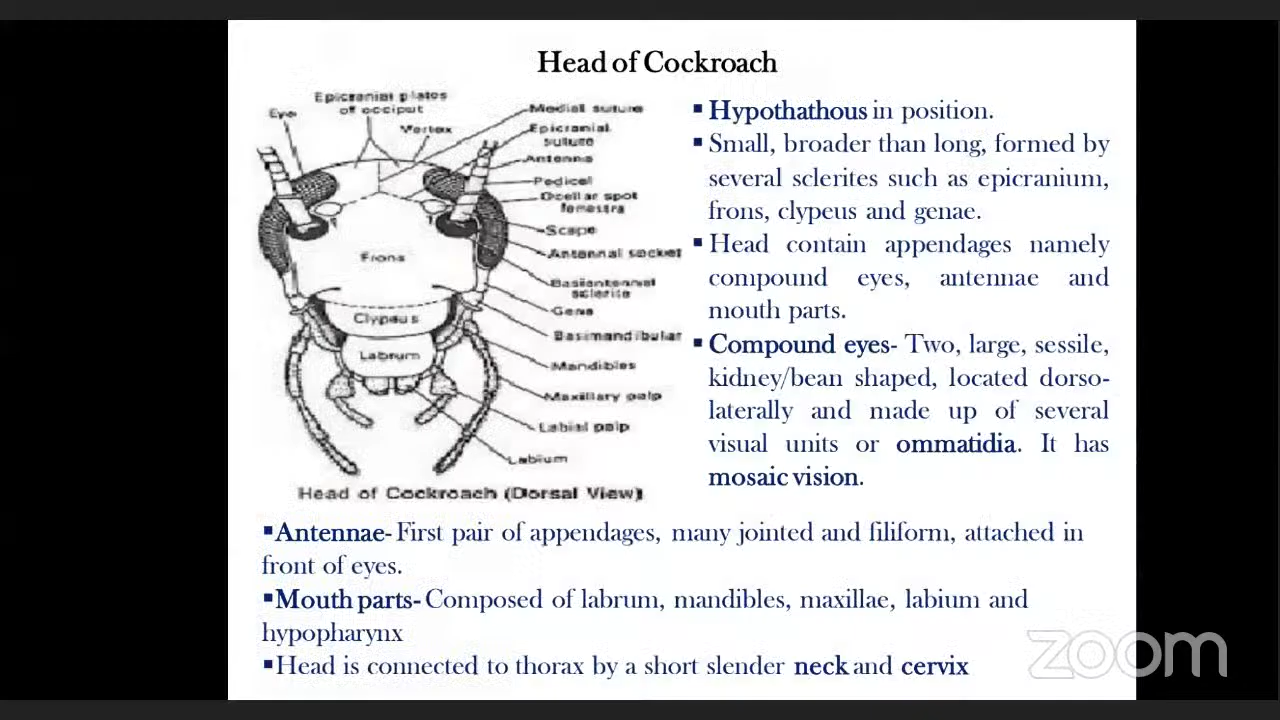 Head of Cockroach
Epicranial plates
of occiput
Eye
Vertex
Medial suture
Epicranial
suture
Antenna
Pedicel
Ocellar spot
fenestra
Scape
Antennal socket
Basiantennal
sclerite
Gena
Basimandibular
Mandibles
Maxillary palp
Labial palp
Labium
Frons
Clypeus
Labrum
Head of Cockroach (Dorsal View)
▪ Hypothathous in position.
▪ Small, broader than long, formed by
several sclerites such as epicranium,
frons, clypeus and genae.
▪ Head contain appendages namely
compound eyes, antennae and
mouth parts.
▪ Compound eyes- Two, large, sessile,
kidney/bean shaped, located dorso-
laterally and made up of several
visual units or ommatidia. It has
mosaic vision.
▪Antennae- First pair of appendages, many jointed and filiform, attached in
front of eyes.
▪Mouth parts- Composed of labrum, mandibles, maxillae, labium and
hypopharynx
▪Head is connected to thorax by a short slender neck and cervix
zoom